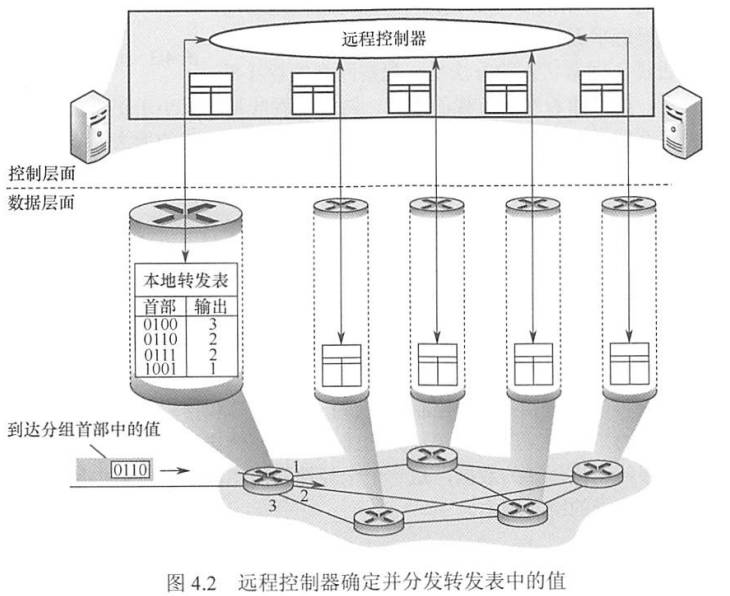 远程控制器
控制层面
数据层面
本地转发表
首部 输出
0100 3
0110 2
0111 2
1001 1
到达分组首部中的值
0110
1
2
3
图 4.2 远程控制器确定并分发转发表中的值